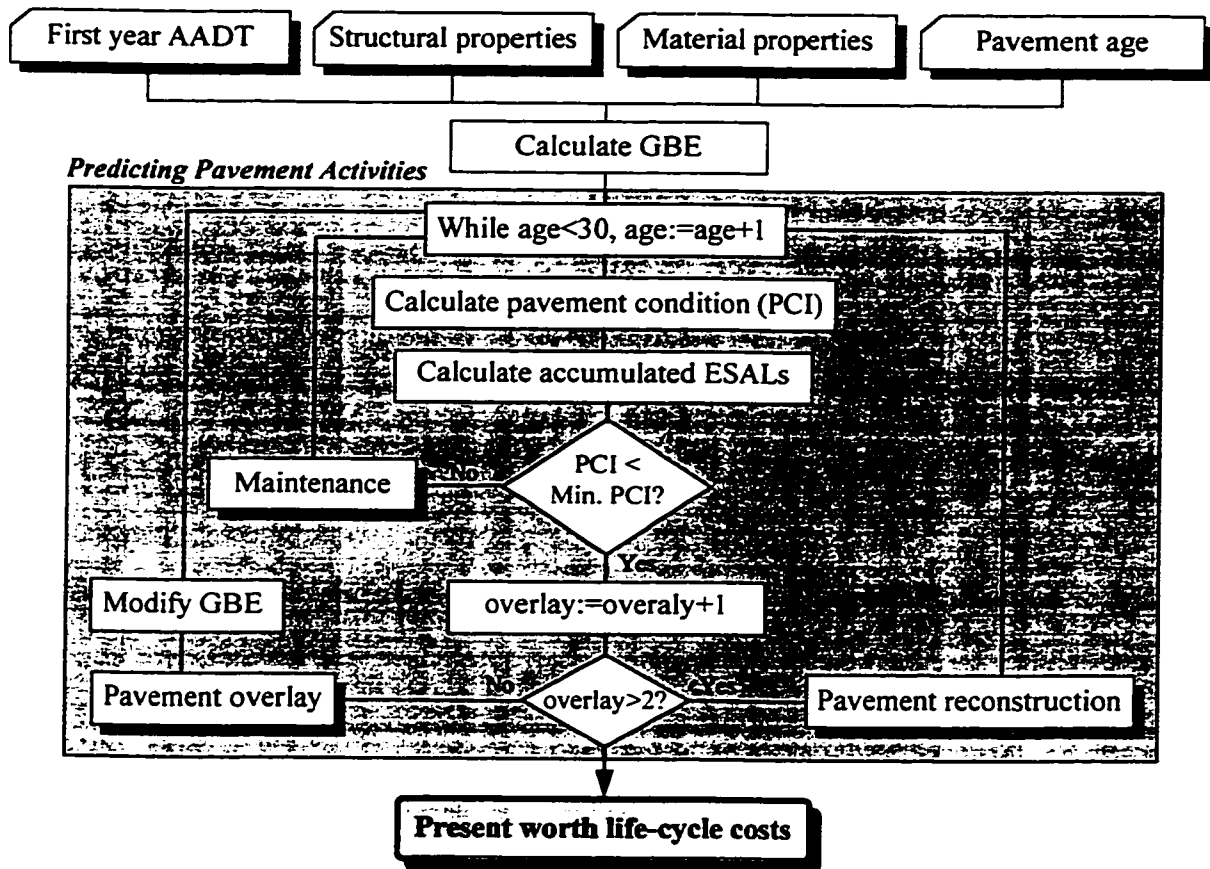 First year AADT
Structural properties
Material properties
Pavement age
Calculate GBE
Predicting Pavement Activities
While age<30, age:=age+1
Calculate pavement condition (PCI)
Calculate accumulated ESALs
PCI <
Min. PCI?
No
Maintenance
Yes
Modify GBE
overlay:=overaly+1
Pavement overlay
No
overlay>2?
Yes
Pavement reconstruction
Present worth life-cycle costs